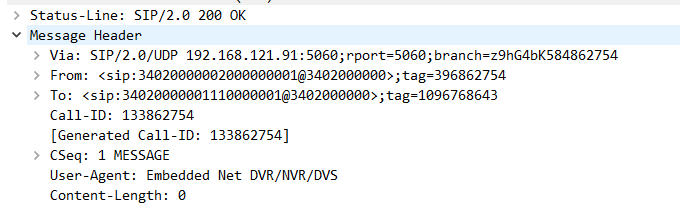 Status-Line: SIP/2.0 200 OK
Message Header
Via: SIP/2.0/UDP 192.168.121.91:5060;rport=5060;branch=z9hG4bK584862754
From: <sip:34020000002000000001@3402000000>;tag=396862754
To: <sip:34020000001110000001@3402000000>;tag=1096768643
Call-ID: 133862754
[Generated Call-ID: 133862754]
CSeq: 1 MESSAGE
User-Agent: Embedded Net DVR/NVR/DVS
Content-Length: 0